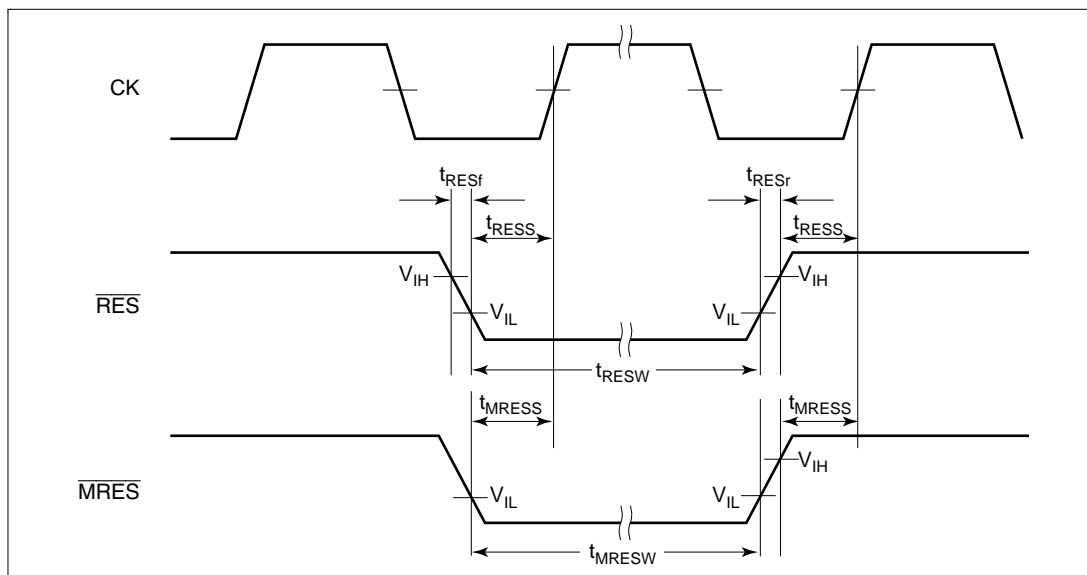 CK
tRESf tRESr
tRESS tRESS
VIH VIH
RES
VIL VIL
tRESW
tMRESS tMRESS
VIH
MRES
VIL VIL
tMRESW